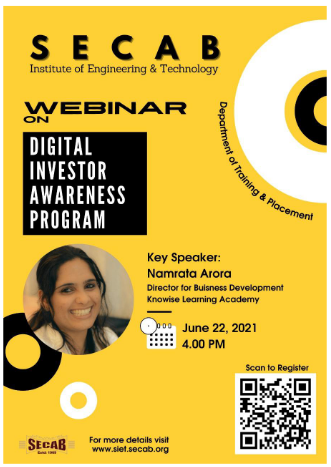 SECAB
Institute of Engineering & Technology
WEBINAR
ON
DIGITAL
INVESTOR
AWARENESS
PROGRAM
Department of Training & Placement
Key Speaker:
Namrata Arora
Director for Buisness Development
Knowise Learning Academy
June 22, 2021
4.00 PM
Scan to Register
SECAB
For more details visit
www.siet.secab.org